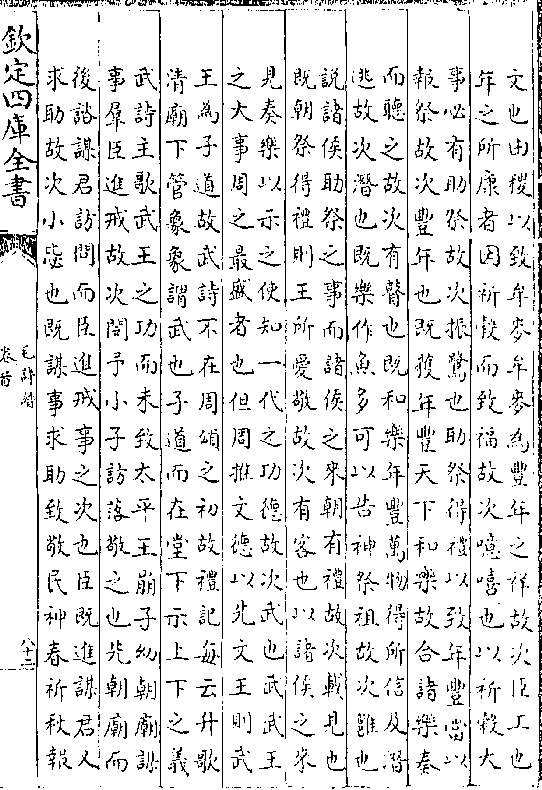 文也由稷以致牟麥牟麥為豐年之祥故次臣工也
年之所康者因祈穀而致福故次噫嘻也以祈穀大
事必有助祭故次振鷺也助祭得禮以致年豐當以
報祭故次豐年也既獲年豐天下和樂故合諸樂奏
而聽之故次有瞽也既和樂年豐萬物得所信及潛
逃故次潛也既樂作魚多可以告神祭祖故次雝也
說諸侯助祭之事而諸侯之來朝有禮故次載見也
既朝祭得禮則王所愛敬故次有客也以諸侯之來
見奏樂以示之使知一代之功德故次武也武武王
之大事周之最盛者也但周推文德以先文王則武
王為子道故武詩不在周頌之初故禮記每云升歌
清廟下管象象謂武也子道而在堂下示上下之義
武詩主歌武王之功而未致太平王崩子幼朝廟謀
事羣臣進戒故次閔予小子訪落敬之也先朝廟而
後諮謀君訪問而臣進戒事之次也臣既進謀君又
求助故次小毖也既謀事求助致敬民神春祈秋報
欽定四庫全書
毛詩譜
卷首
八十三